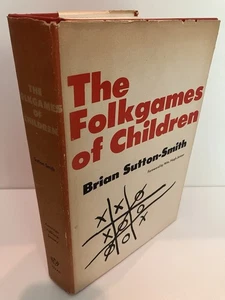 THE
FOLKGAMES
OF
CHILDREN
The
Folkgames
of Children
Brian Sutton-Smith
X X O
X O
O O X